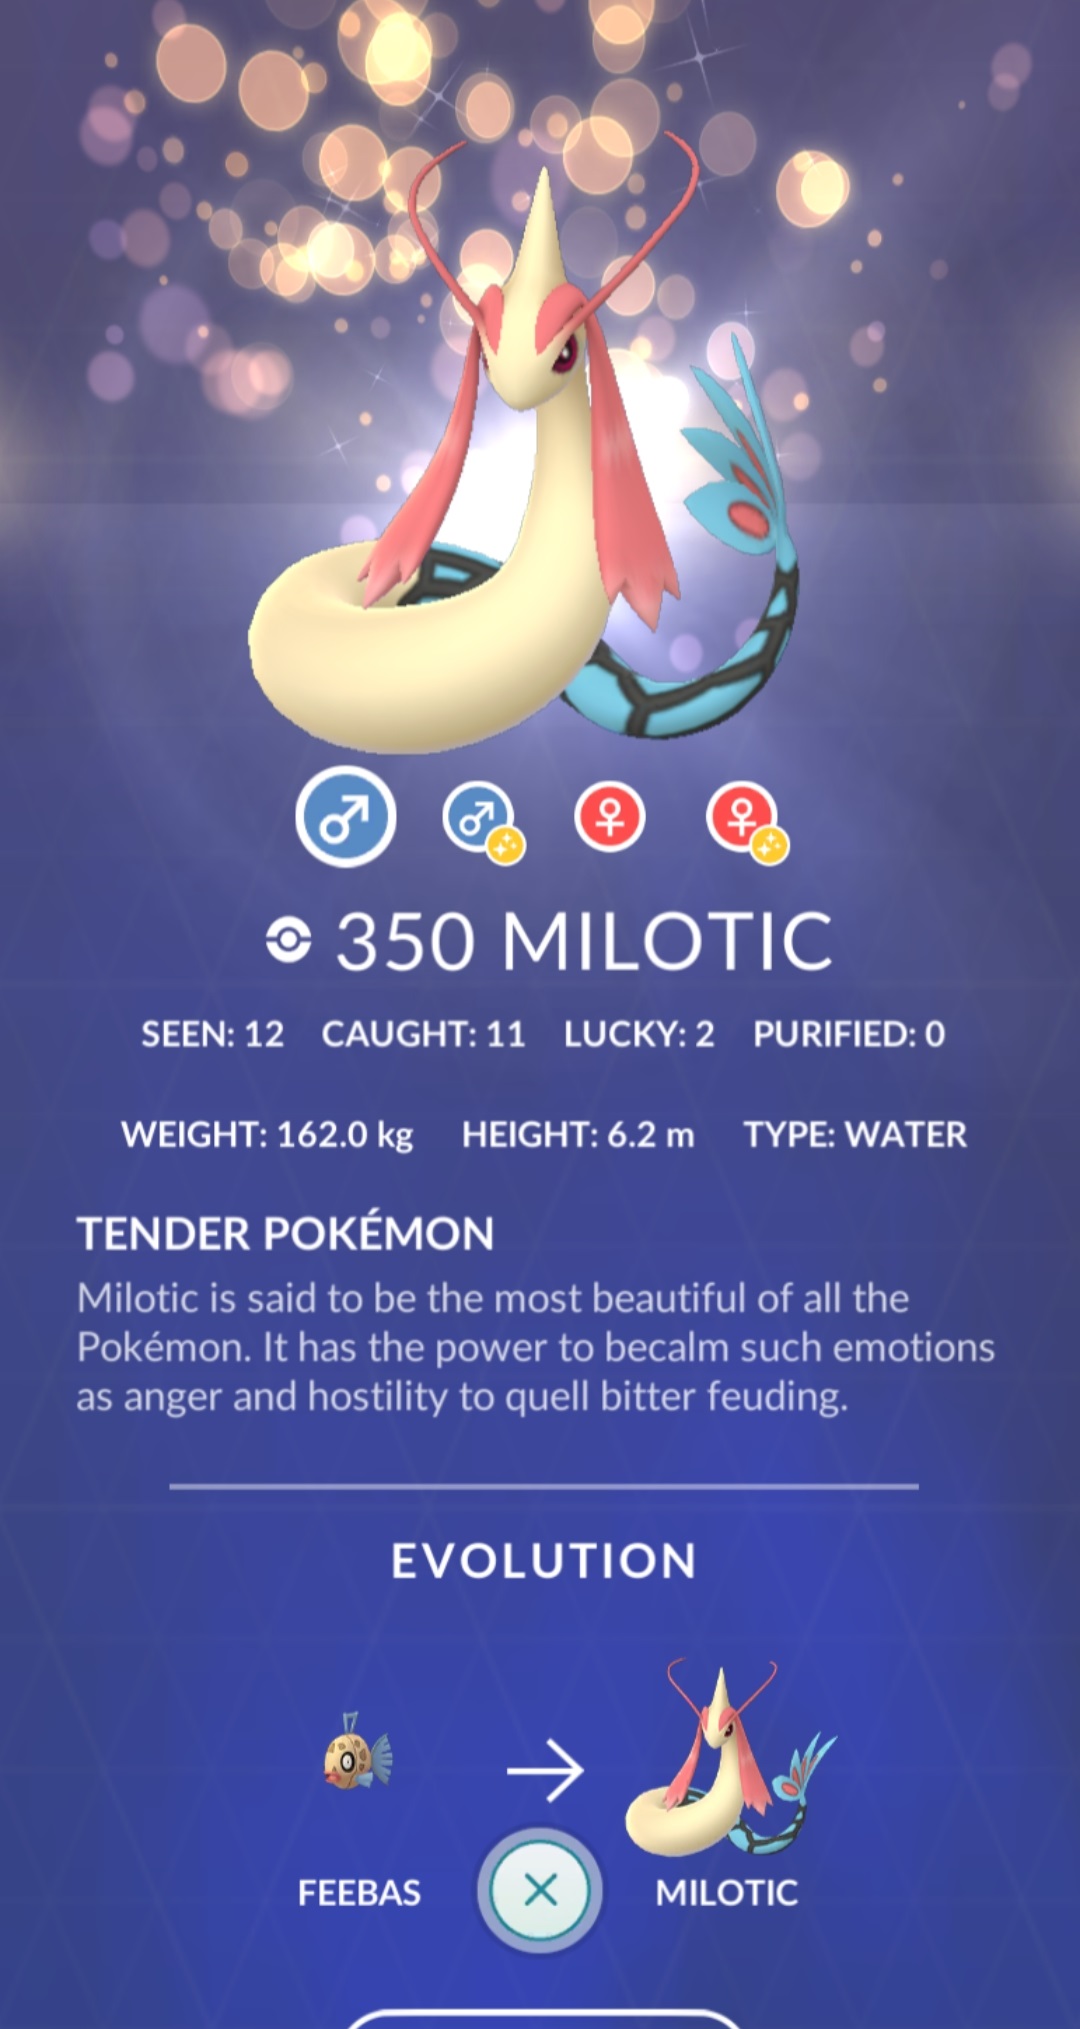 350 MILOTIC
SEEN: 12 CAUGHT: 11 LUCKY: 2 PURIFIED: 0
WEIGHT: 162.0 kg HEIGHT: 6.2 m TYPE: WATER
TENDER POKÉMON
Milotic is said to be the most beautiful of all the
Pokémon. It has the power to becalm such emotions
as anger and hostility to quell bitter feuding.
EVOLUTION
FEEBAS MILOTIC